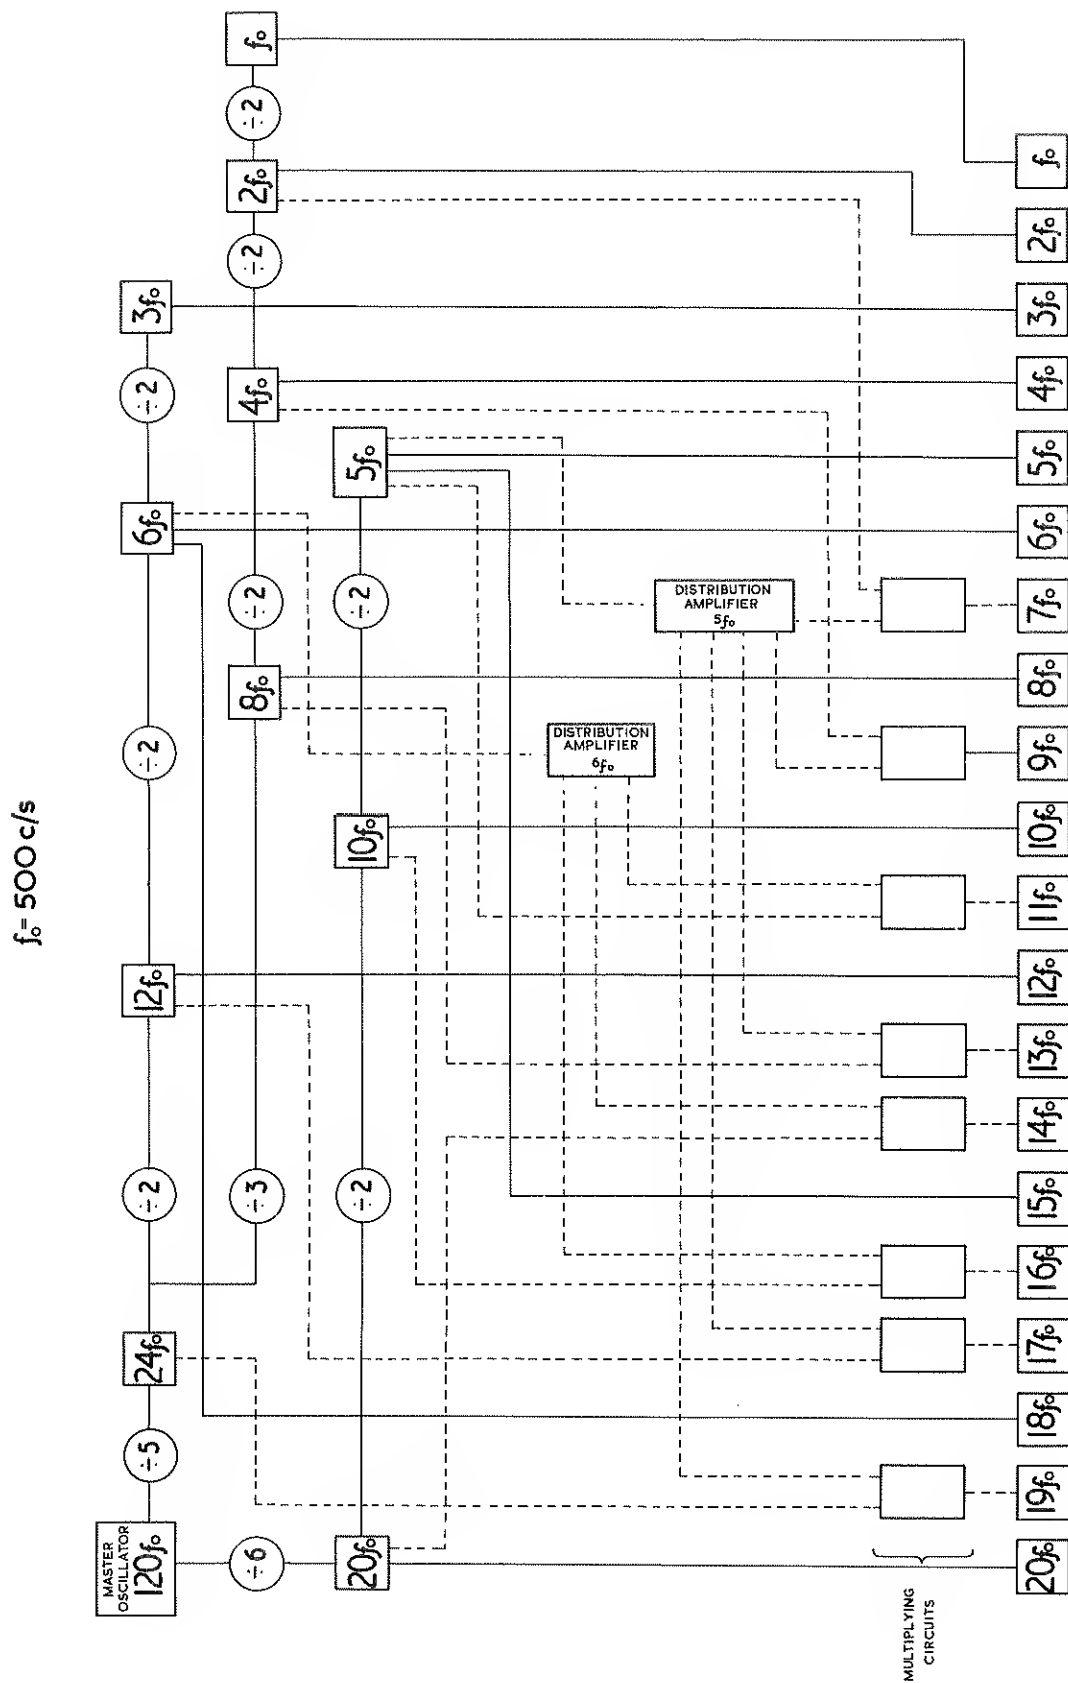 f₀ = 500 c/s
f₀
÷2
2f₀
÷2
3f₀
÷2
4f₀
5f₀
6f₀
÷2
÷2
DISTRIBUTION
AMPLIFIER
5f₀
8f₀
÷2
DISTRIBUTION
AMPLIFIER
6f₀
10f₀
12f₀
÷2
÷3
÷2
24f₀
÷5
MASTER
OSCILLATOR
120f₀
÷6
20f₀
MULTIPLYING
CIRCUITS
f₀
2f₀
3f₀
4f₀
5f₀
6f₀
7f₀
8f₀
9f₀
10f₀
11f₀
12f₀
13f₀
14f₀
15f₀
16f₀
17f₀
18f₀
19f₀
20f₀